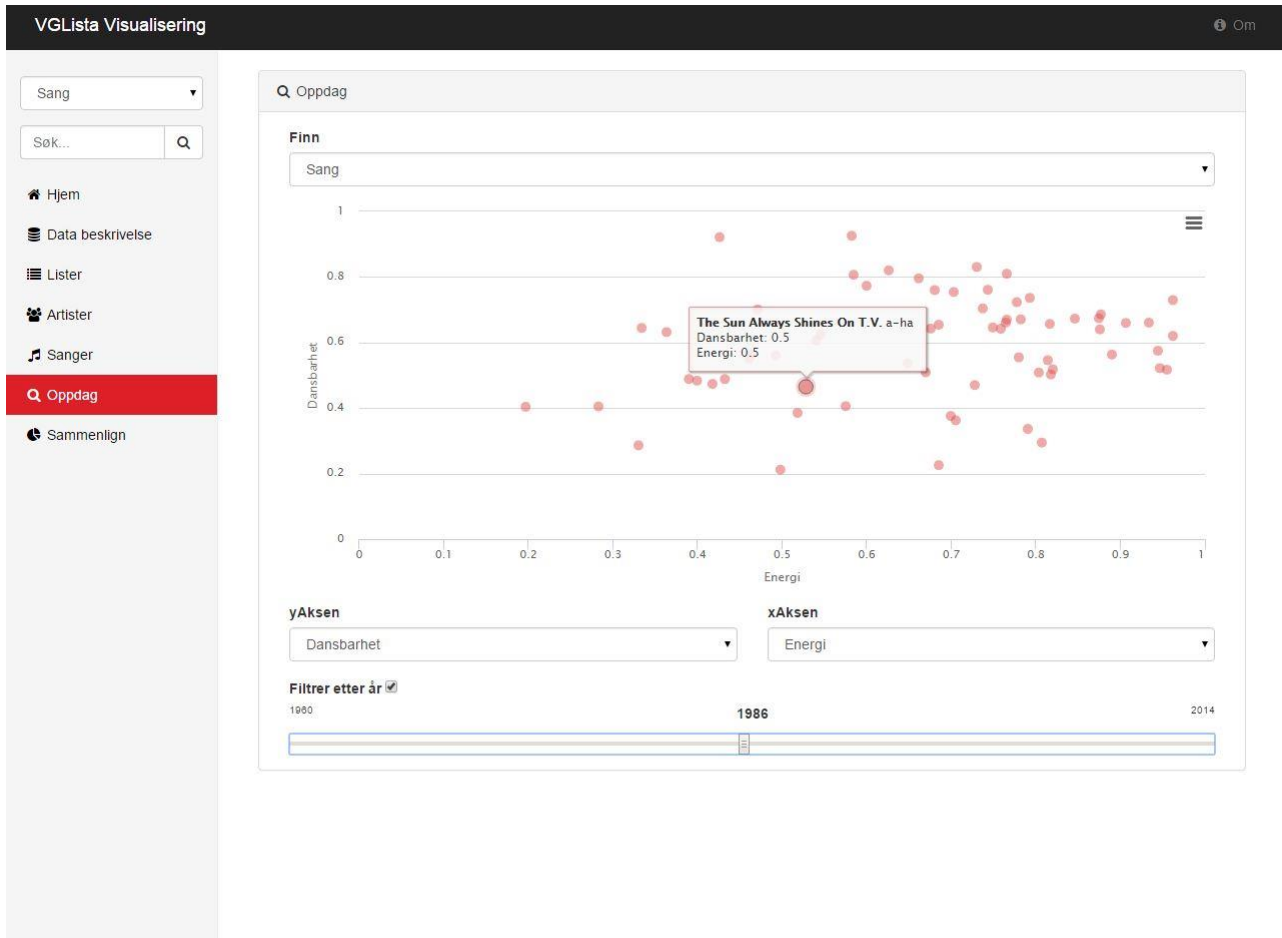 VGLista Visualisering
Om
Sang
Søk...
Hjem
Data beskrivelse
Lister
Artister
Sanger
Oppdag
Sammenlign
Oppdag
Finn
Sang
1
0.8
0.6
0.4
0.2
0
Dansbarhet
The Sun Always Shines On T.V. a-ha
Dansbarhet: 0.5
Energi: 0.5
0 0.1 0.2 0.3 0.4 0.5 0.6 0.7 0.8 0.9 1
Energi
yAksen xAksen
Dansbarhet Energi
Filtrer etter år
1960 1986 2014